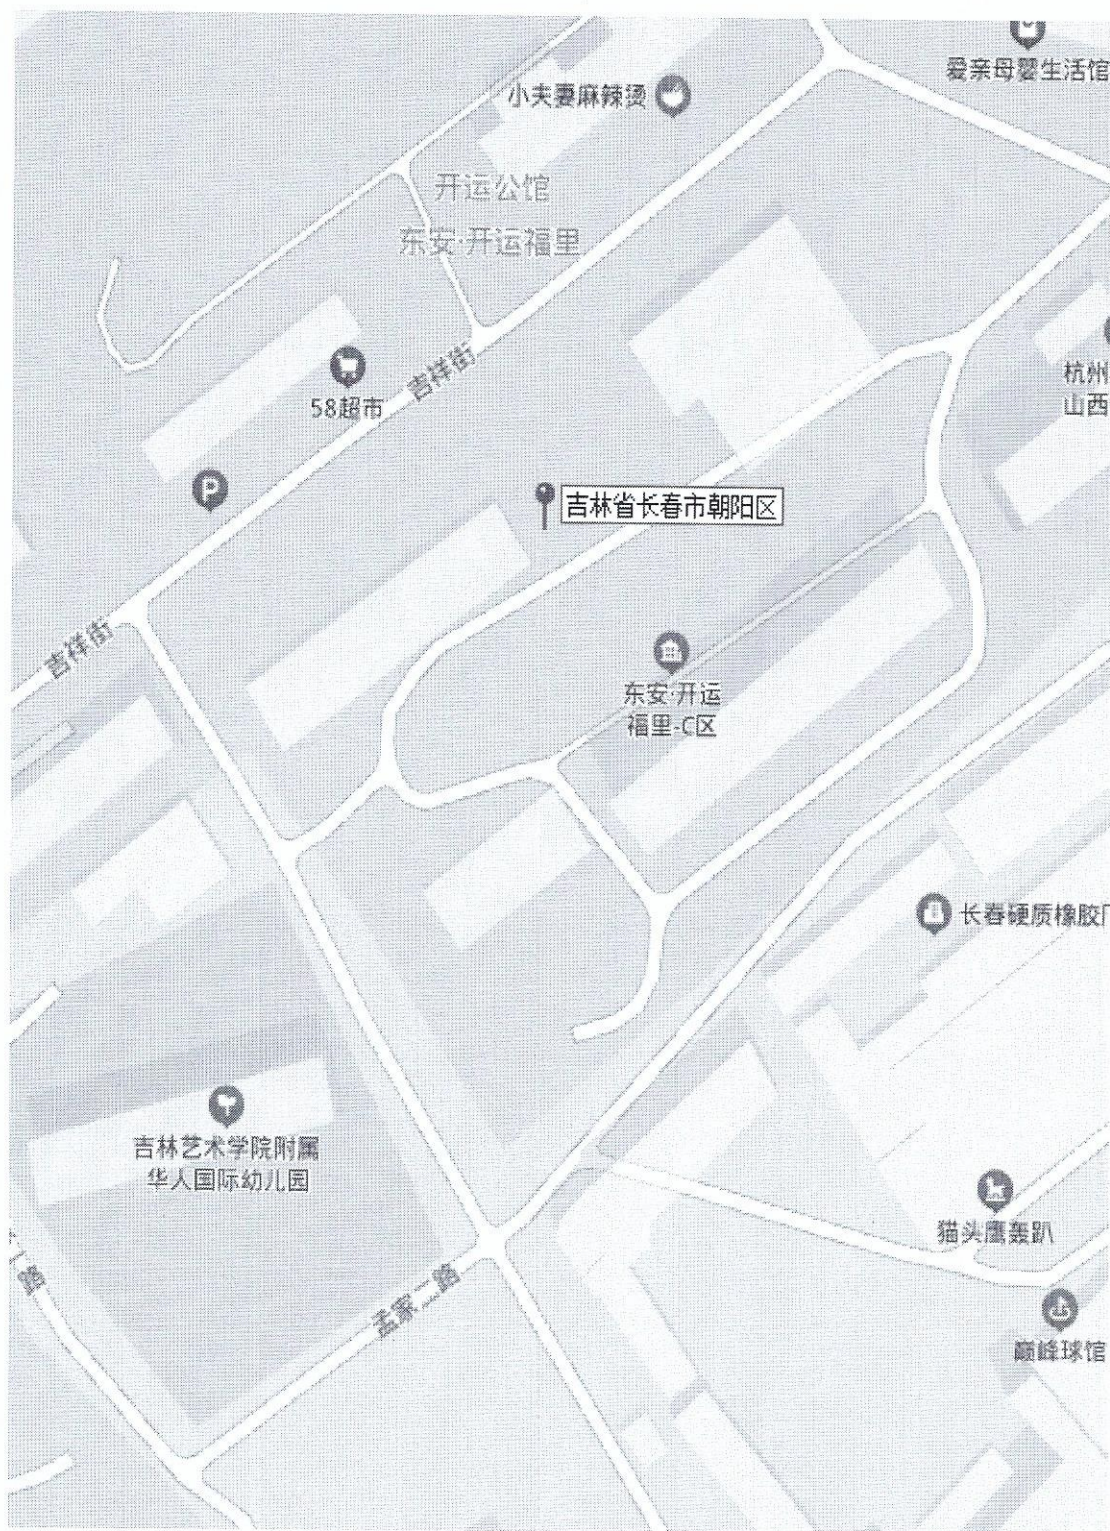 爱亲母婴生活馆
小夫妻麻辣烫
开运公馆
东安·开运福里
吉祥街
58超市
杭州
山西
P
吉林省长春市朝阳区
吉祥街
东安·开运
福里-C区
长春硬质橡胶厂
吉林艺术学院附属
华人国际幼儿园
猫头鹰轰趴
路
孟家二路
巅峰球馆